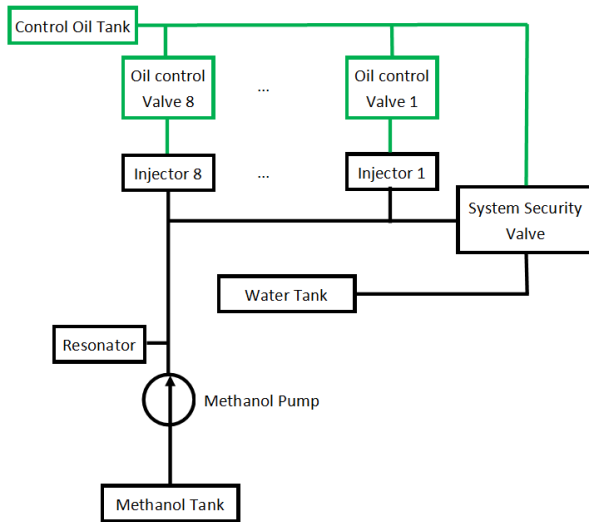 Control Oil Tank
Oil control
Valve 8
...
Oil control
Valve 1
Injector 8
...
Injector 1
System Security
Valve
Water Tank
Resonator
Methanol Pump
Methanol Tank